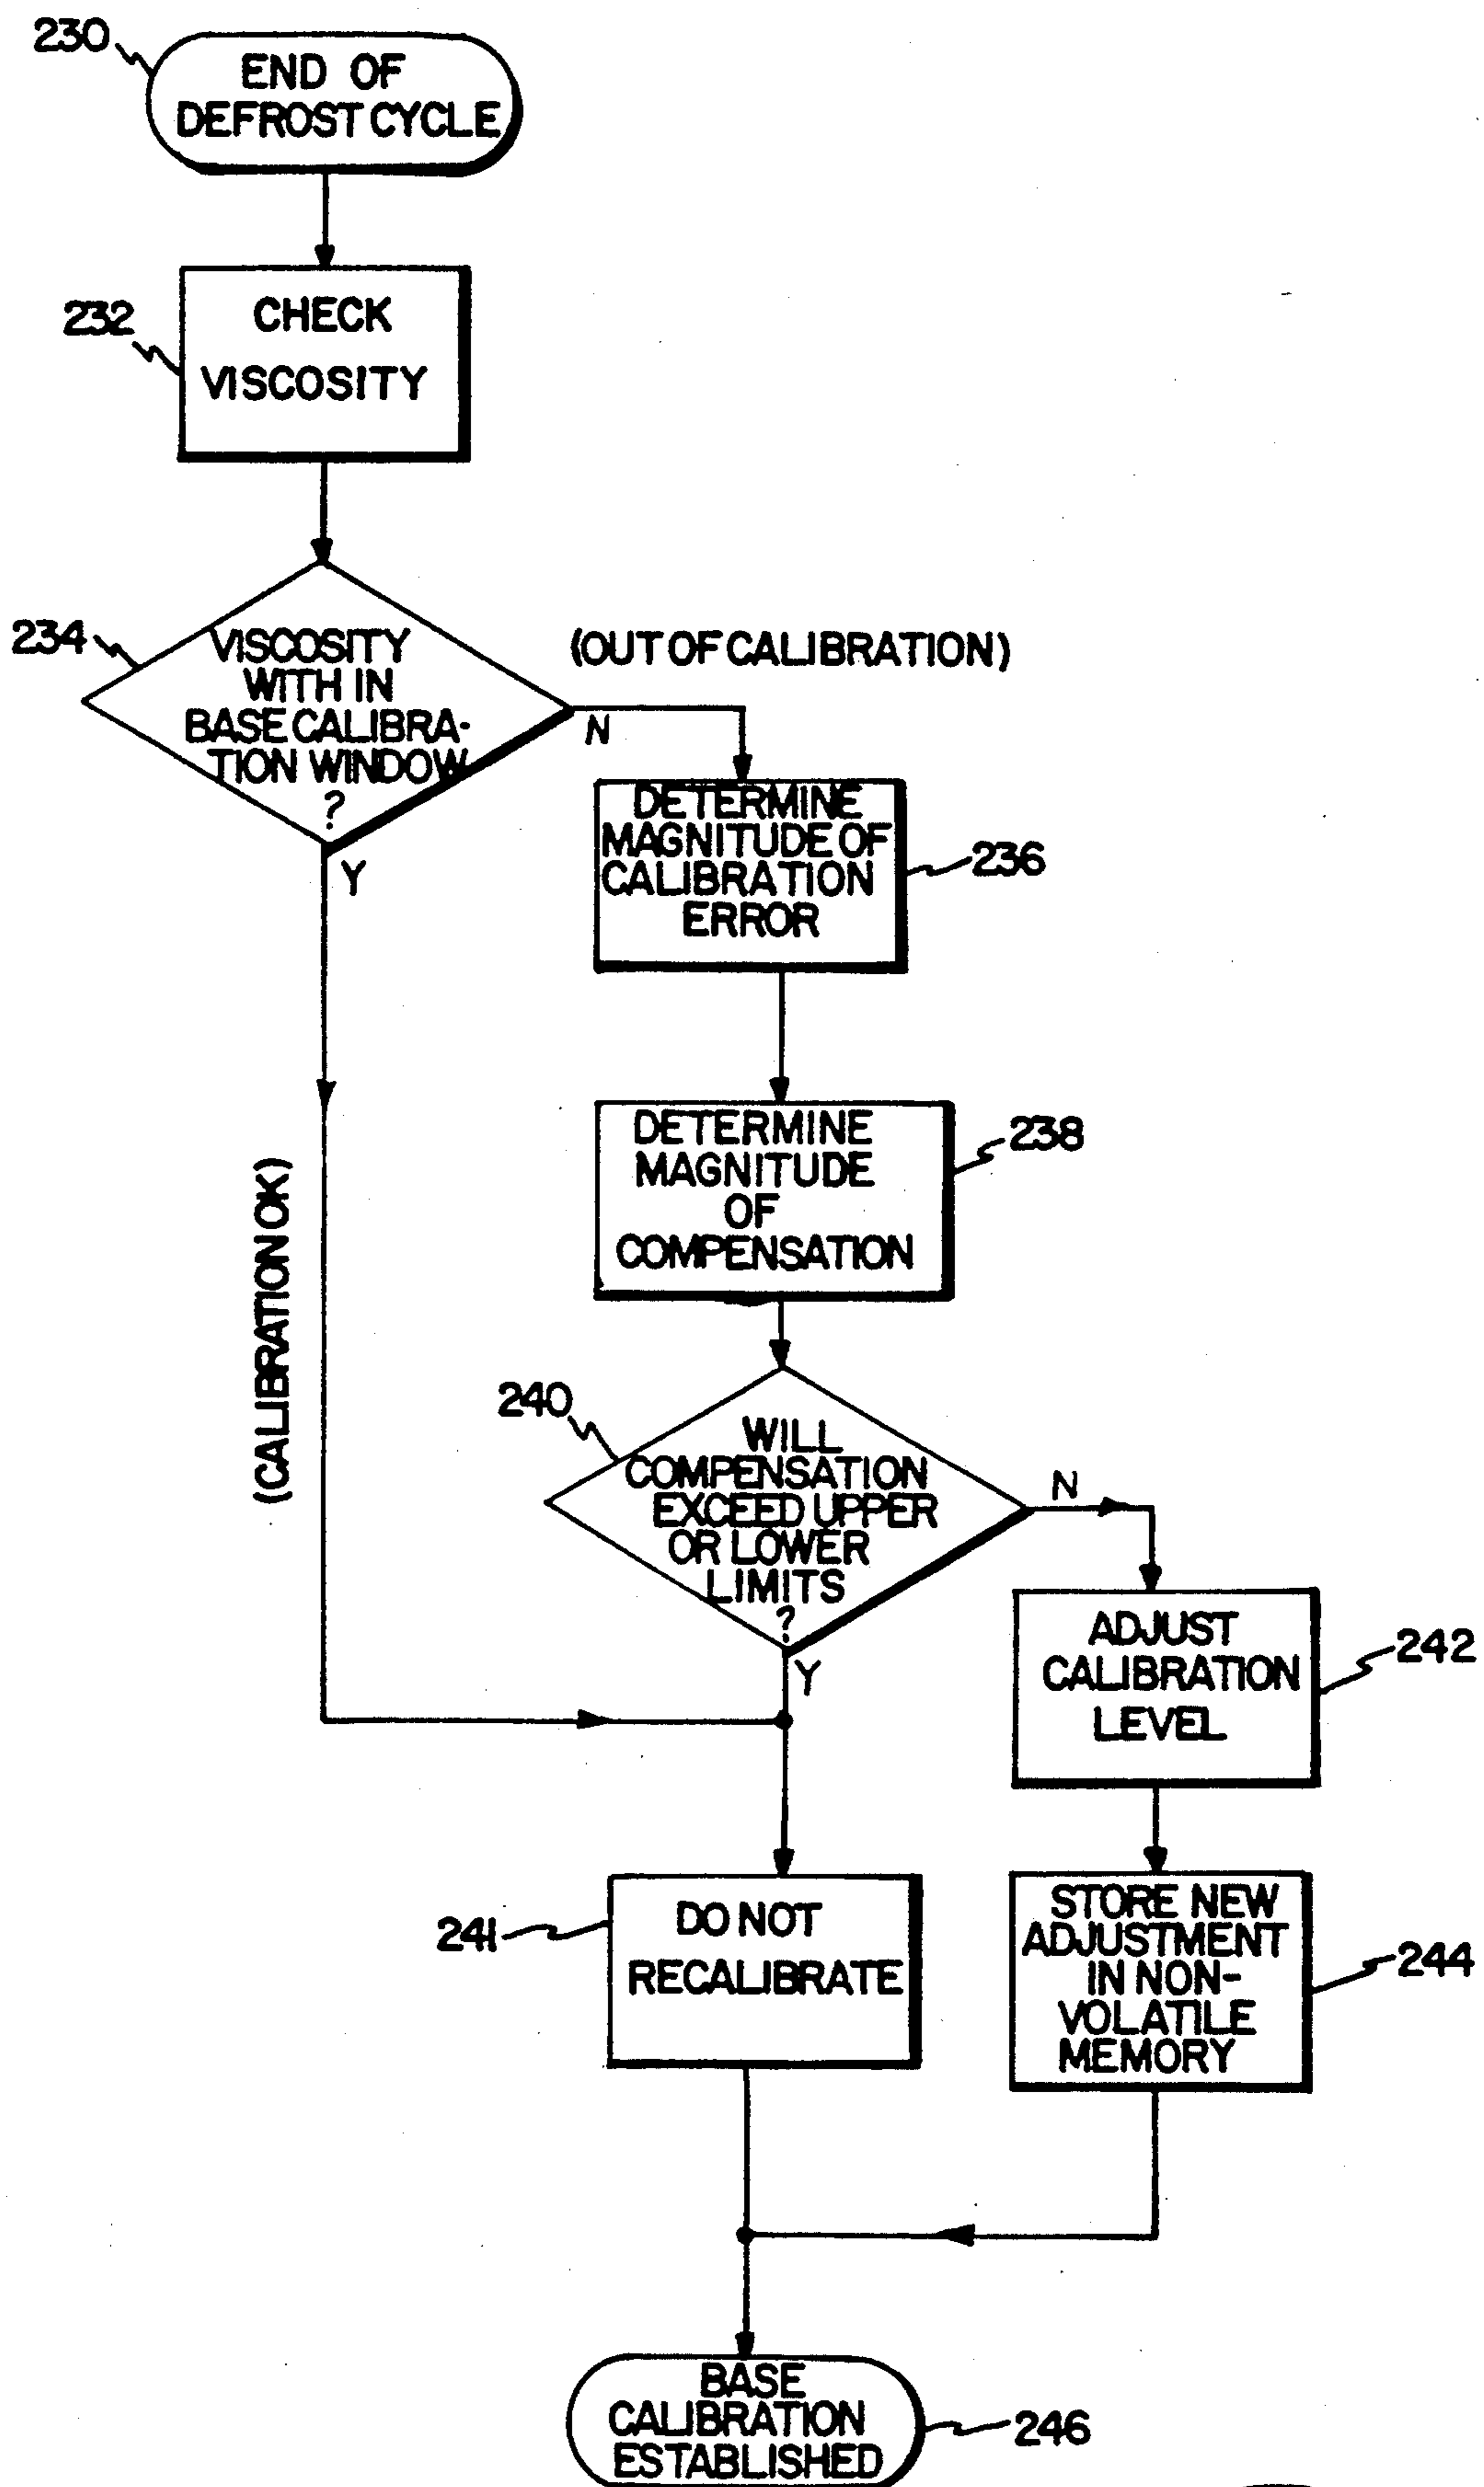 230
END OF
DEFROST CYCLE
232
CHECK
VISCOSITY
234
VISCOSITY
WITH IN
BASE CALIBRA-
TION WINDOW
?
(OUT OF CALIBRATION)
N
Y
DETERMINE
MAGNITUDE OF
CALIBRATION
ERROR
236
DETERMINE
MAGNITUDE
OF
COMPENSATION
238
(CALIBRATION OK)
240
WILL
COMPENSATION
EXCEED UPPER
OR LOWER
LIMITS
?
N
Y
ADJUST
CALIBRATION
LEVEL
242
241
DO NOT
RECALIBRATE
STORE NEW
ADJUSTMENT
IN NON-
VOLATILE
MEMORY
244
BASE
CALIBRATION
ESTABLISHED
246